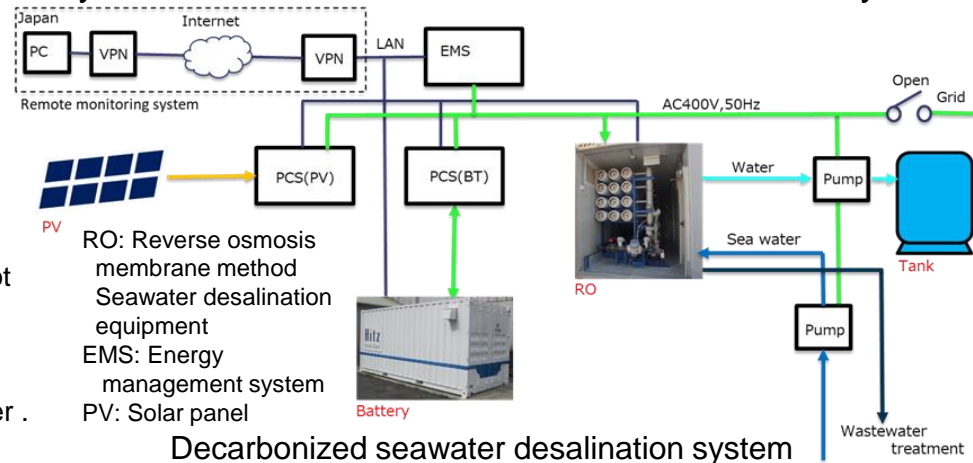 Japan
Internet
PC
VPN
VPN
LAN
EMS
Remote monitoring system
AC400V,50Hz
Open
Grid
PCS(PV)
PCS(BT)
Water
Pump
PV
Sea water
Tank
RO
RO: Reverse osmosis
membrane method
Seawater desalination
equipment
EMS: Energy
management system
PV: Solar panel
Hitz
Battery
Pump
Wastewater
treatment
Decarbonized seawater desalination system